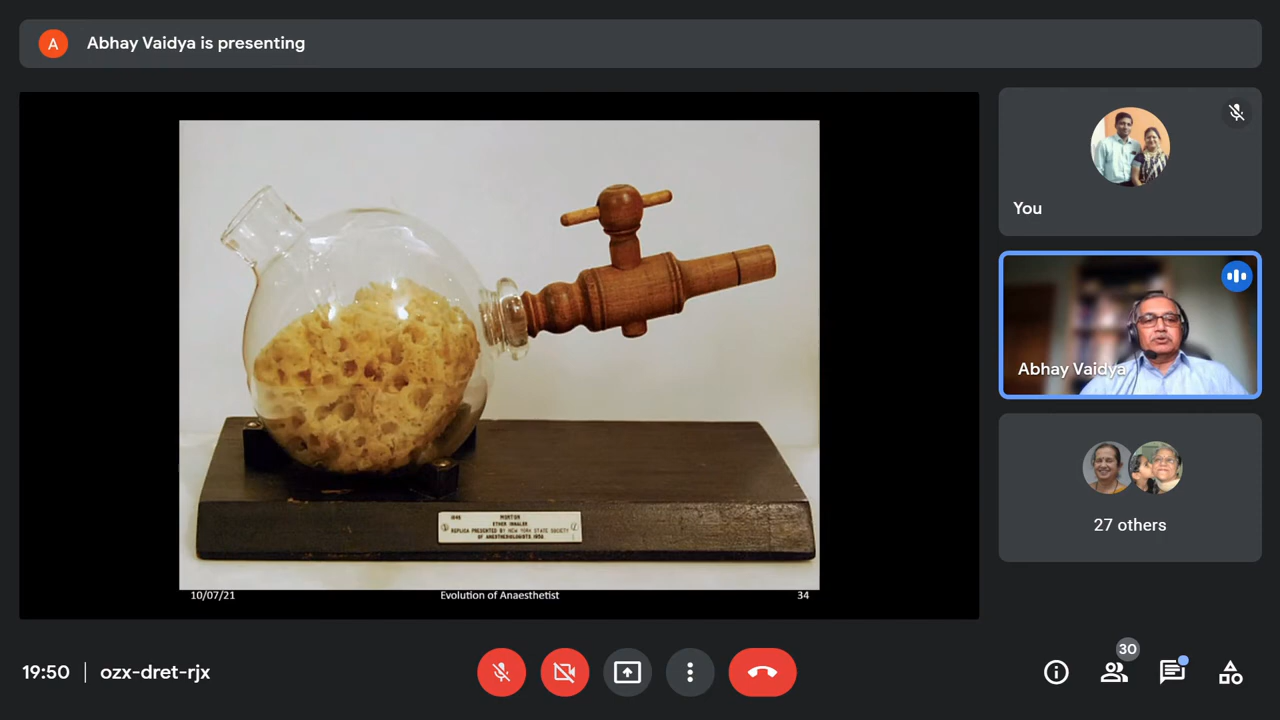 A
Abhay Vaidya is presenting
You
Abhay Vaidya
27 others
1846 MORTON
ETHER INHALER
REPLICA PRESENTED BY NEW YORK STATE SOCIETY
OF ANESTHESIOLOGISTS 1956
10/07/21 Evolution of Anaesthetist 34
19:50 | ozx-dret-rjx
30